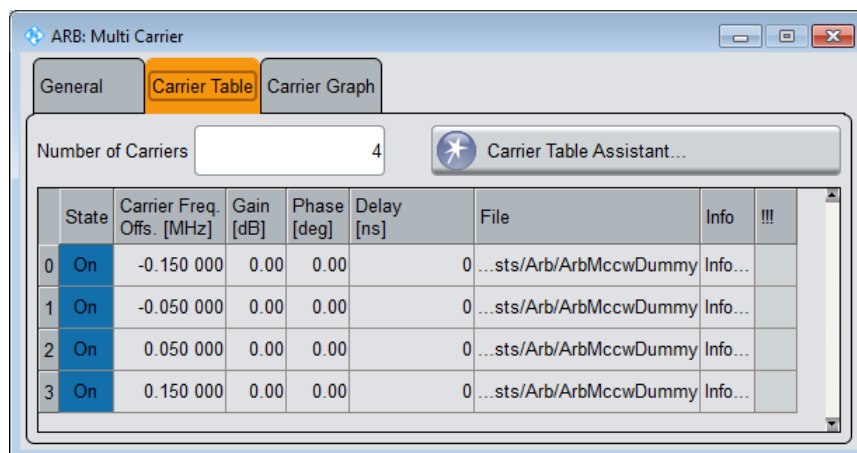 ARB: Multi Carrier
General Carrier Table Carrier Graph
Number of Carriers 4 Carrier Table Assistant...
State Carrier Freq. Offs. [MHz] Gain [dB] Phase [deg] Delay [ns] File Info !!!
0 On -0.150 000 0.00 0.00 0 ...sts/Arb/ArbMccwDummy Info...
1 On -0.050 000 0.00 0.00 0 ...sts/Arb/ArbMccwDummy Info...
2 On 0.050 000 0.00 0.00 0 ...sts/Arb/ArbMccwDummy Info...
3 On 0.150 000 0.00 0.00 0 ...sts/Arb/ArbMccwDummy Info...